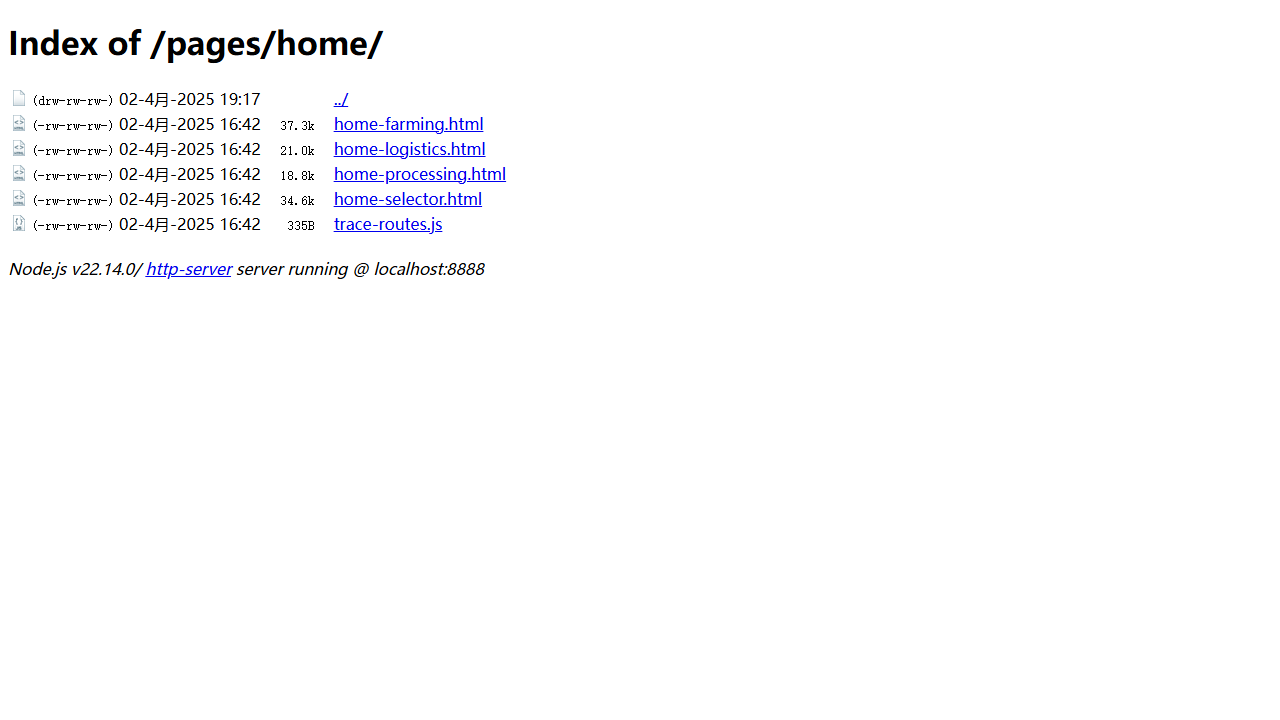 Index of /pages/home/
(drw-rw-rw-) 02-4月-2025 19:17 ../
(-rw-rw-rw-) 02-4月-2025 16:42 37.3k home-farming.html
(-rw-rw-rw-) 02-4月-2025 16:42 21.0k home-logistics.html
(-rw-rw-rw-) 02-4月-2025 16:42 18.8k home-processing.html
(-rw-rw-rw-) 02-4月-2025 16:42 34.6k home-selector.html
(-rw-rw-rw-) 02-4月-2025 16:42 335B trace-routes.js
Node.js v22.14.0/ http-server server running @ localhost:8888